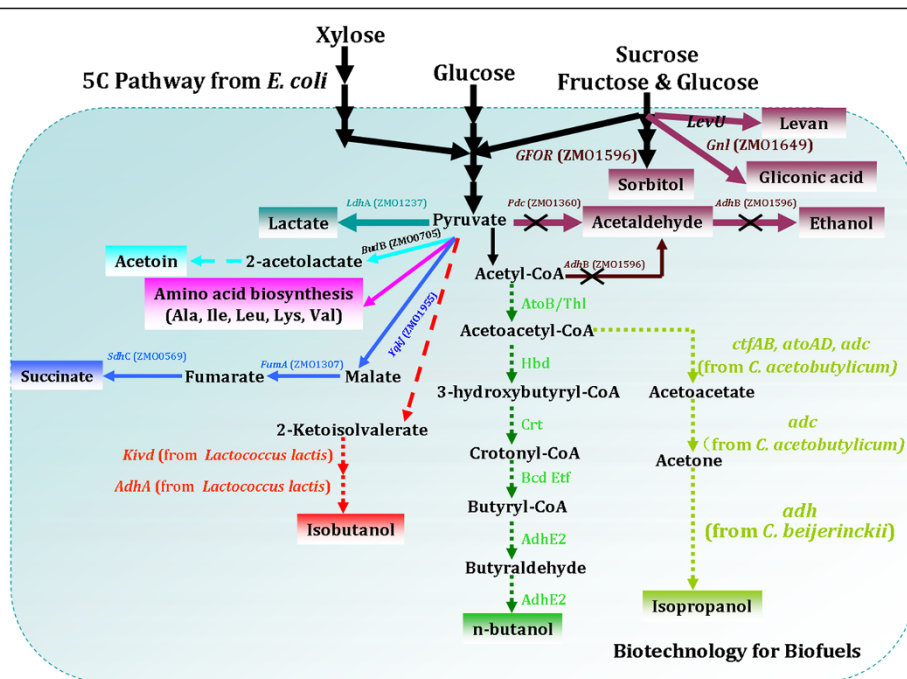 Xylose
5C Pathway from E. coli
Glucose
Sucrose
Fructose & Glucose
LevU
Levan
Gnl (ZMO1649)
GFOR (ZMO1596)
Sorbitol
Gliconic acid
LdhA (ZMO1237)
Lactate
Pyruvate
Pdc (ZMO1360)
Acetaldehyde
AdhB (ZMO1596)
Ethanol
BudB (ZMO0705)
Acetoin
2-acetolactate
Acetyl-CoA
AdhB (ZMO1596)
Amino acid biosynthesis
(Ala, Ile, Leu, Lys, Val)
YqkJ (ZMO1955)
AtoB/Thl
Acetoacetyl-CoA
ctfAB, atoAD, adc
(from C. acetobutylicum)
SdhC (ZMO0569)
FumA (ZMO1307)
Succinate
Fumarate
Malate
Hbd
3-hydroxybutyryl-CoA
Acetoacetate
2-Ketoisolvalerate
Crt
adc
(from C. acetobutylicum)
Kivd (from Lactococcus lactis)
Crotonyl-CoA
Acetone
AdhA (from Lactococcus lactis)
Bcd Etf
Butyryl-CoA
adh
(from C. beijerinckii)
Isobutanol
AdhE2
Butyraldehyde
AdhE2
Isopropanol
n-butanol
Biotechnology for Biofuels